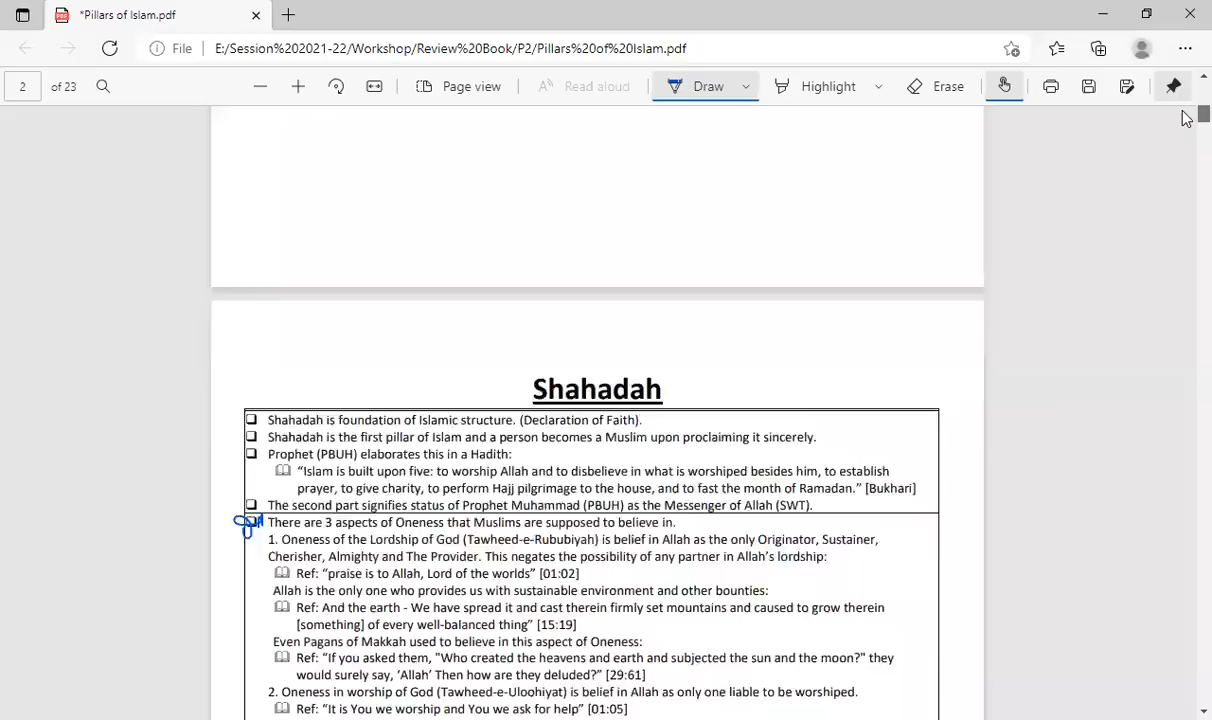 *Pillars of Islam.pdf
File E:/Session%202021-22/Workshop/Review%20Book/P2/Pillars%20of%20Islam.pdf
2 of 23 Page view Read aloud Draw Highlight Erase
Shahadah
Shahadah is foundation of Islamic structure. (Declaration of Faith).
Shahadah is the first pillar of Islam and a person becomes a Muslim upon proclaiming it sincerely.
Prophet (PBUH) elaborates this in a Hadith:
“Islam is built upon five: to worship Allah and to disbelieve in what is worshiped besides him, to establish
prayer, to give charity, to perform Hajj pilgrimage to the house, and to fast the month of Ramadan.” [Bukhari]
The second part signifies status of Prophet Muhammad (PBUH) as the Messenger of Allah (SWT).
There are 3 aspects of Oneness that Muslims are supposed to believe in.
1. Oneness of the Lordship of God (Tawheed-e-Rububiyah) is belief in Allah as the only Originator, Sustainer,
Cherisher, Almighty and The Provider. This negates the possibility of any partner in Allah’s lordship:
Ref: “praise is to Allah, Lord of the worlds” [01:02]
Allah is the only one who provides us with sustainable environment and other bounties:
Ref: And the earth - We have spread it and cast therein firmly set mountains and caused to grow therein
[something] of every well-balanced thing” [15:19]
Even Pagans of Makkah used to believe in this aspect of Oneness:
Ref: “If you asked them, "Who created the heavens and earth and subjected the sun and the moon?" they
would surely say, ‘Allah’ Then how are they deluded?” [29:61]
2. Oneness in worship of God (Tawheed-e-Uloohiyat) is belief in Allah as only one liable to be worshiped.
Ref: “It is You we worship and You we ask for help” [01:05]